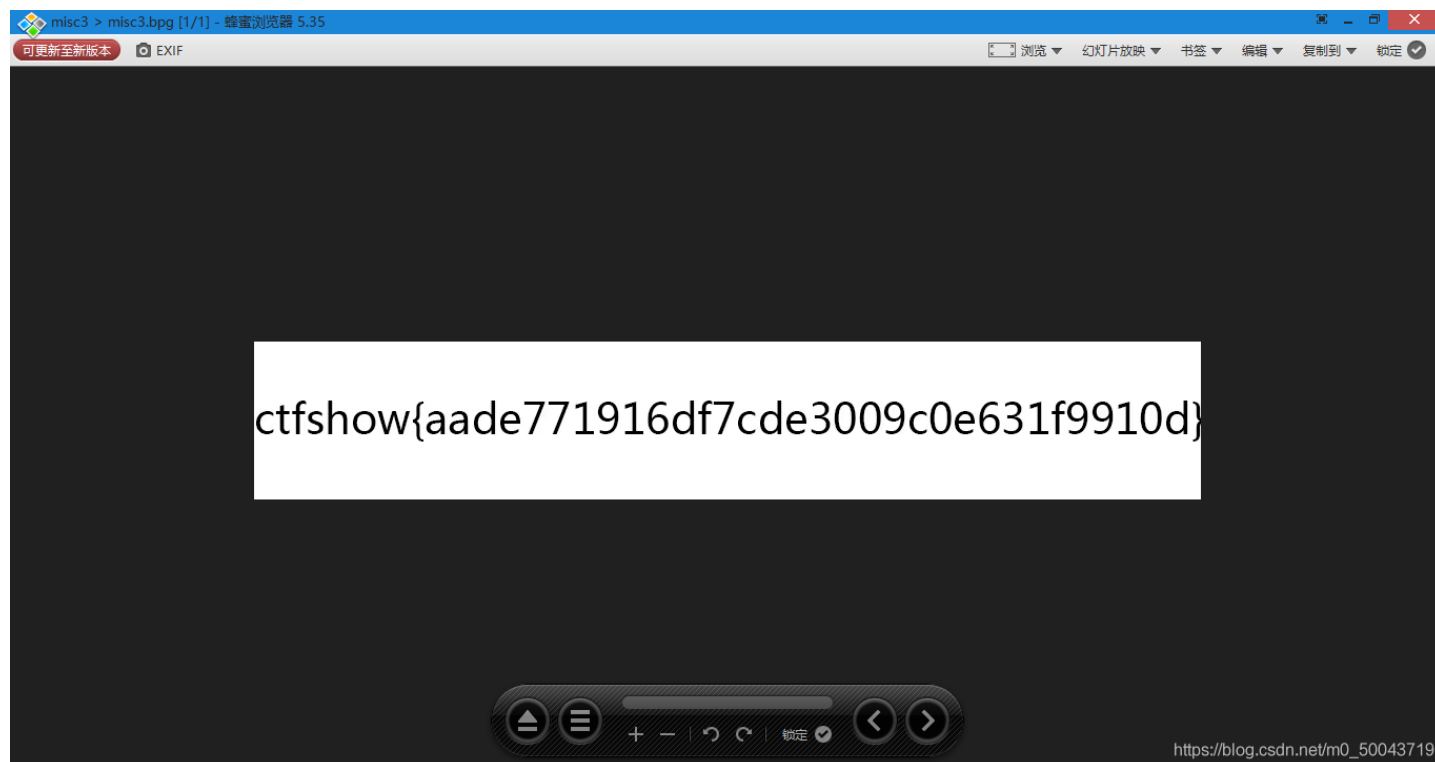 misc3 > misc3.bpg [1/1] - 蜂蜜浏览器 5.35
可更新至新版本 EXIF 浏览 幻灯片放映 书签 编辑 复制到 锁定
ctfshow{aade771916df7cde3009c0e631f9910d}
锁定
https://blog.csdn.net/m0_50043719